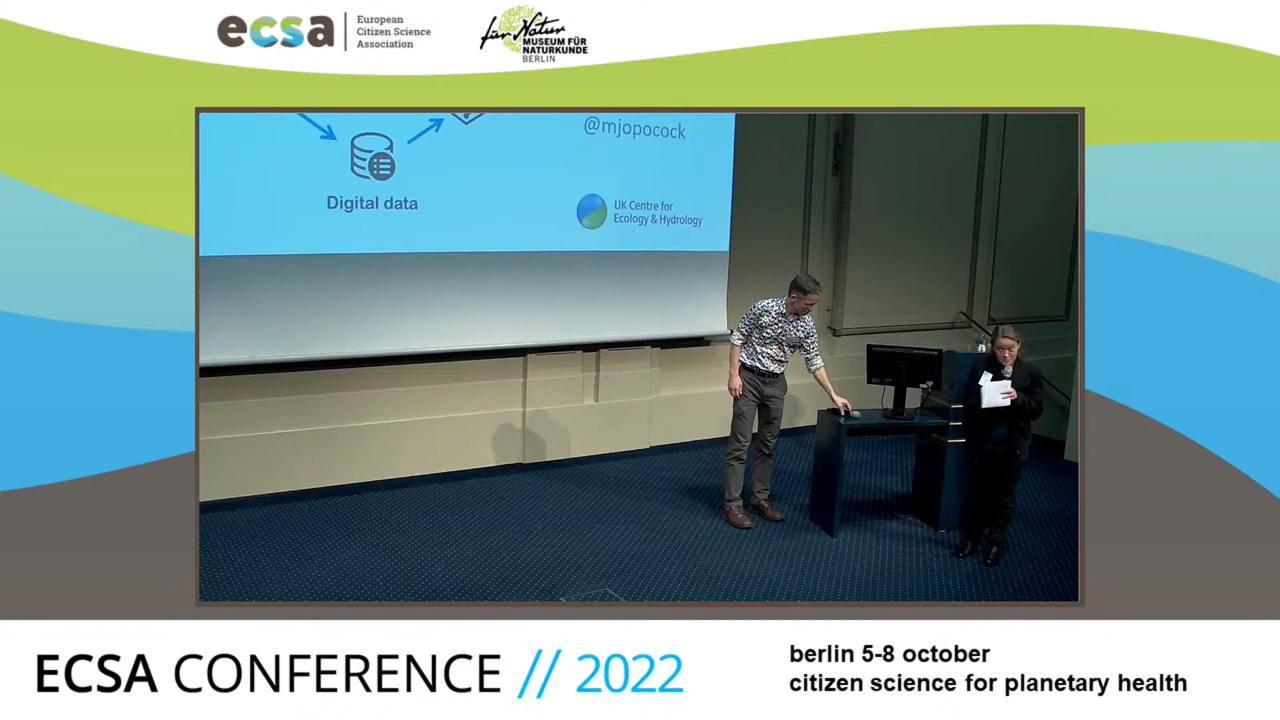 ecsa
European
Citizen Science
Association
für Natur
MUSEUM FÜR
NATURKUNDE
BERLIN
@mjopocock
Digital data
UK Centre for
Ecology & Hydrology
ECSA CONFERENCE // 2022
berlin 5-8 october
citizen science for planetary health